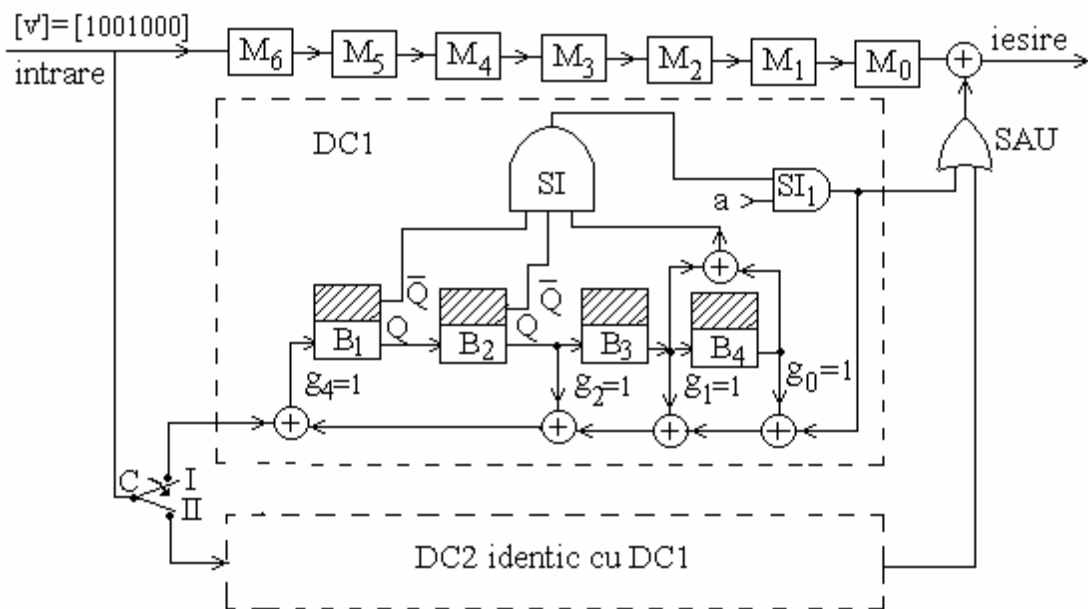 [v']=[1001000]
intrare
M6 M5 M4 M3 M2 M1 M0
iesire
DC1
SI
SI1
a
SAU
Q̅
Q
Q̅
Q
B1 B2 B3 B4
g4=1
g2=1
g1=1
g0=1
C
I
II
DC2 identic cu DC1